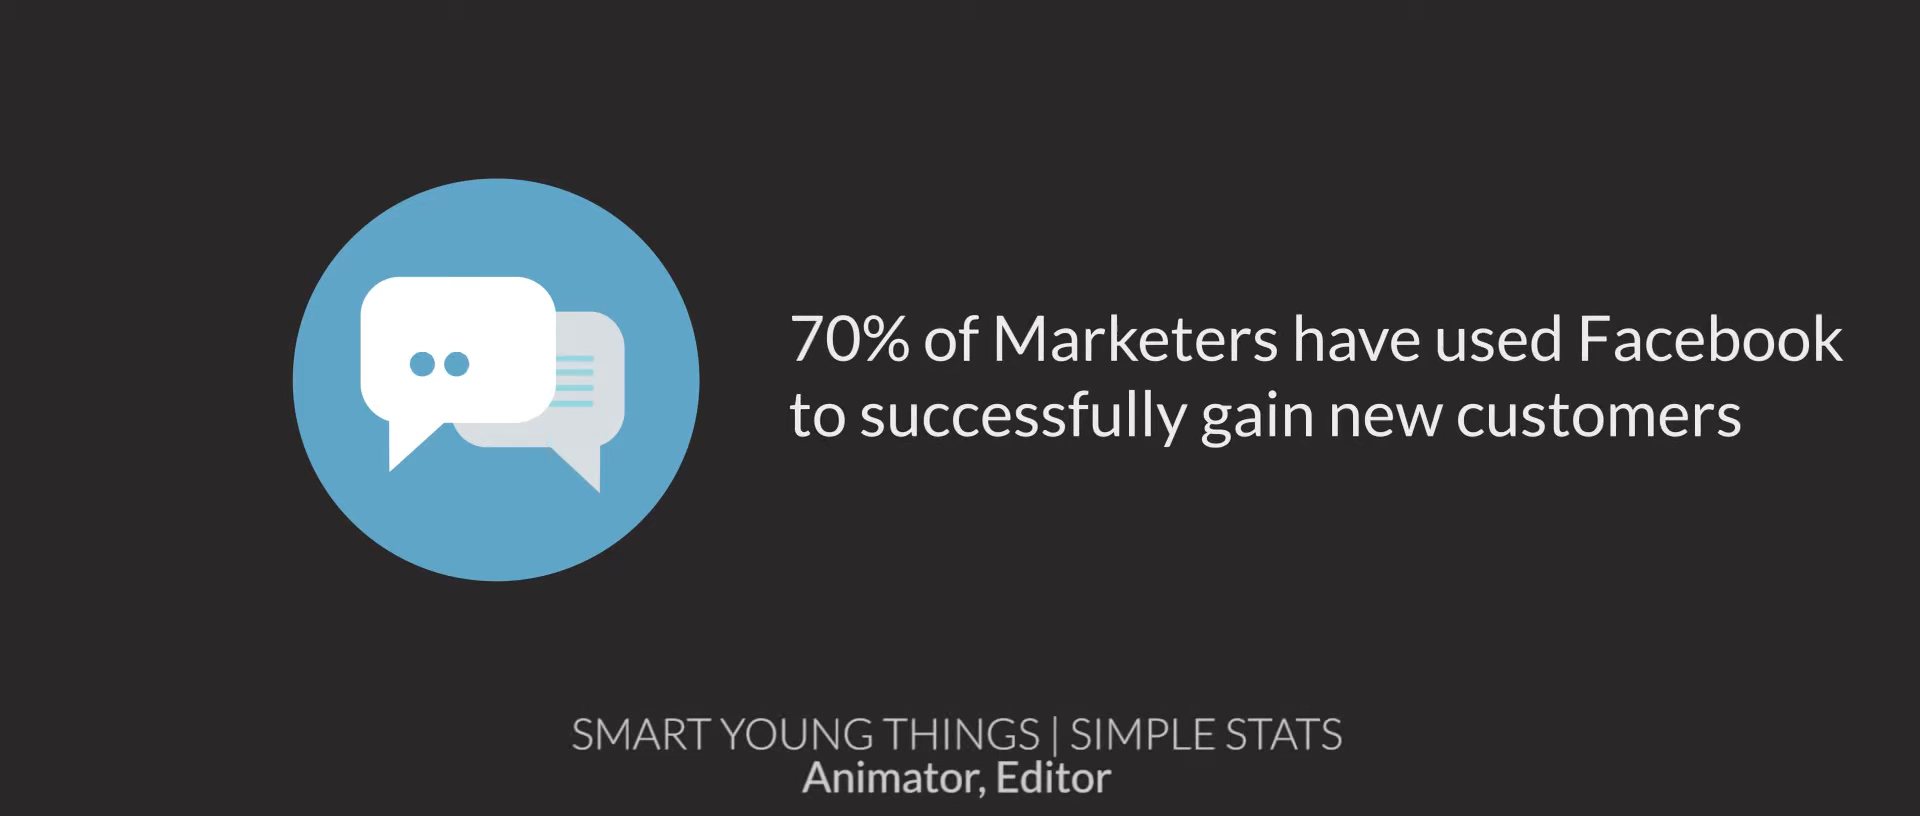 70% of Marketers have used Facebook
to successfully gain new customers
SMART YOUNG THINGS | SIMPLE STATS
Animator, Editor